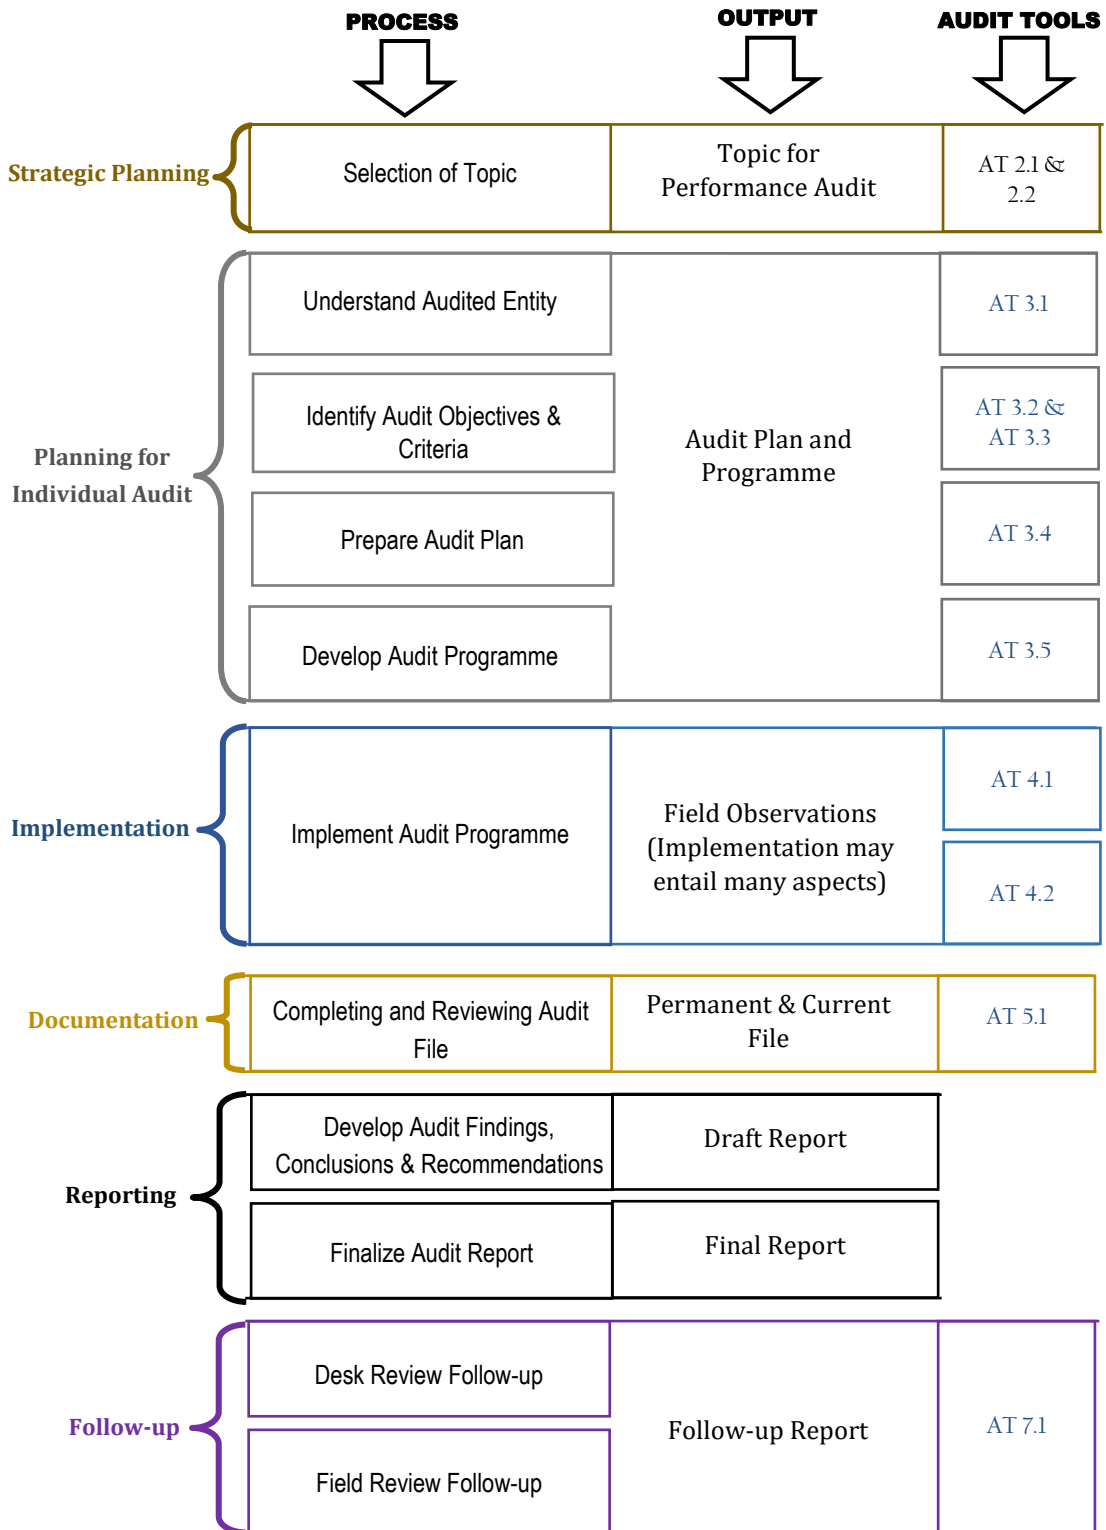 PROCESS
OUTPUT
AUDIT TOOLS
Strategic Planning
Selection of Topic
Topic for
Performance Audit
AT 2.1 &
2.2
Planning for
Individual Audit
Understand Audited Entity
AT 3.1
Identify Audit Objectives &
Criteria
Audit Plan and
Programme
AT 3.2 &
AT 3.3
Prepare Audit Plan
AT 3.4
Develop Audit Programme
AT 3.5
Implementation
Implement Audit Programme
Field Observations
(Implementation may
entail many aspects)
AT 4.1
AT 4.2
Documentation
Completing and Reviewing Audit
File
Permanent & Current
File
AT 5.1
Reporting
Develop Audit Findings,
Conclusions & Recommendations
Draft Report
Finalize Audit Report
Final Report
Follow-up
Desk Review Follow-up
Field Review Follow-up
Follow-up Report
AT 7.1